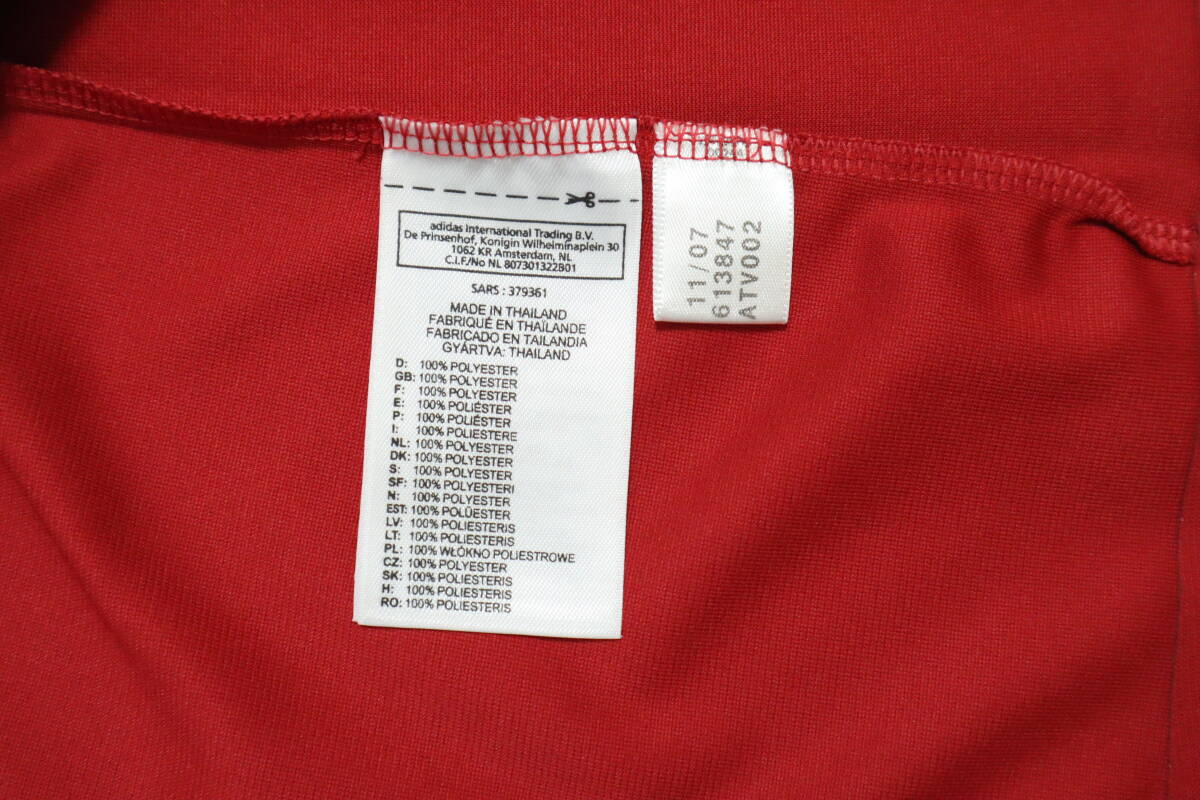 adidas International Trading B.V.
De Prinsenhof, Konigin Wilhelminaplein 30
1062 KR Amsterdam, NL
C.I.F./No NL 807301322B01
SARS : 379361
MADE IN THAILAND
FABRIQUÉ EN THAÏLANDE
FABRICADO EN TAILANDIA
GYÁRTVA: THAILAND
D: 100% POLYESTER
GB: 100% POLYESTER
F: 100% POLYESTER
E: 100% POLIÉSTER
P: 100% POLIÉSTER
I: 100% POLIESTERE
NL: 100% POLYESTER
DK: 100% POLYESTER
S: 100% POLYESTER
SF: 100% POLYESTERI
N: 100% POLYESTER
EST: 100% POLÜESTER
LV: 100% POLIESTERIS
LT: 100% POLIESTERIS
PL: 100% WŁÓKNO POLIESTROWE
CZ: 100% POLYESTER
SK: 100% POLIESTERIS
H: 100% POLIÉSTERIS
RO: 100% POLIESTERIS
11/07
613847
ATV002